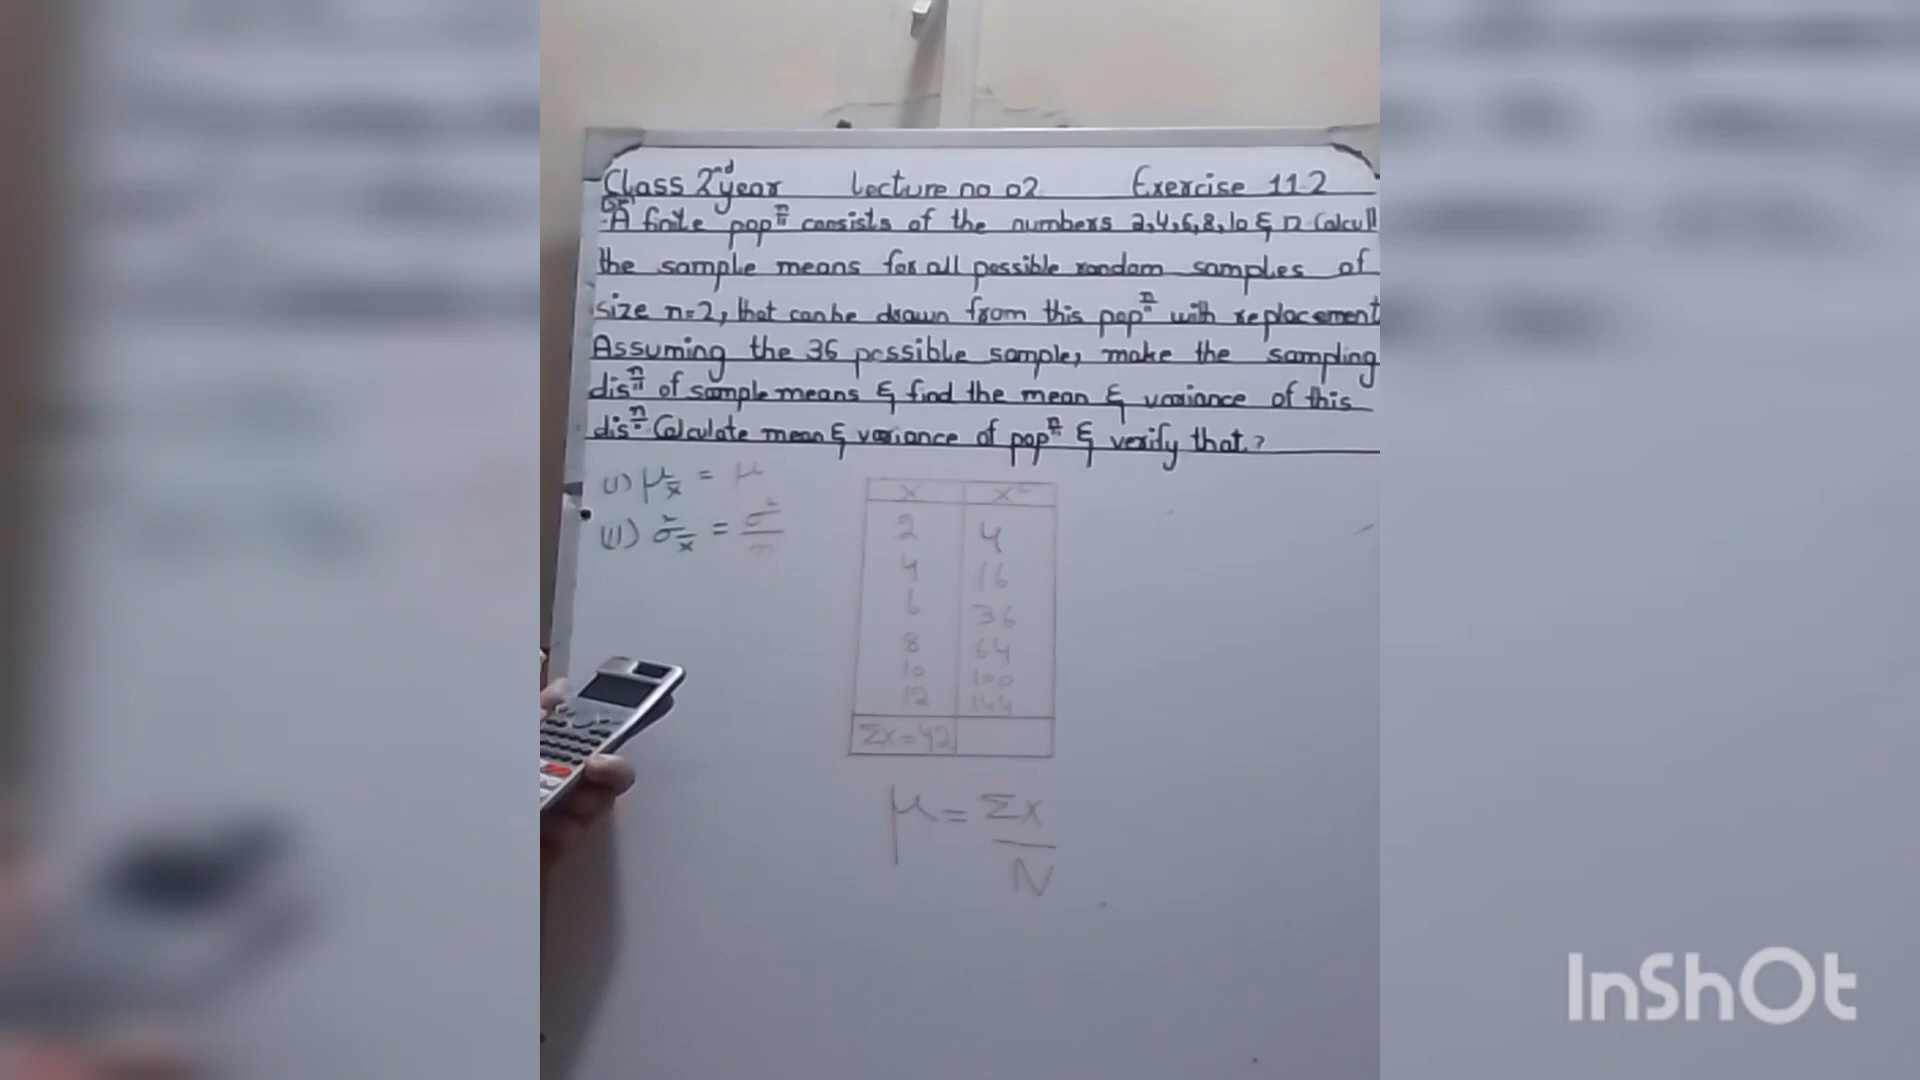 Class 2nd year Lecture no 02 Exercise 11.2
A finite popⁿ consists of the numbers 2,4,6,8,10 & 12. Calcul
the sample means for all possible random samples of
size n=2, that can be drawn from this popⁿ with replacement
Assuming the 36 possible sample, make the sampling
disⁿ of sample means & find the mean & variance of this
disⁿ Calculate mean & variance of popⁿ & verify that?
(I) μx̄ = μ
(II) σ²x̄ = σ²/n
X X²
2 4
4 16
6 36
8 64
10 100
12 144
Σx=42
μ = Σx/N
InShOt